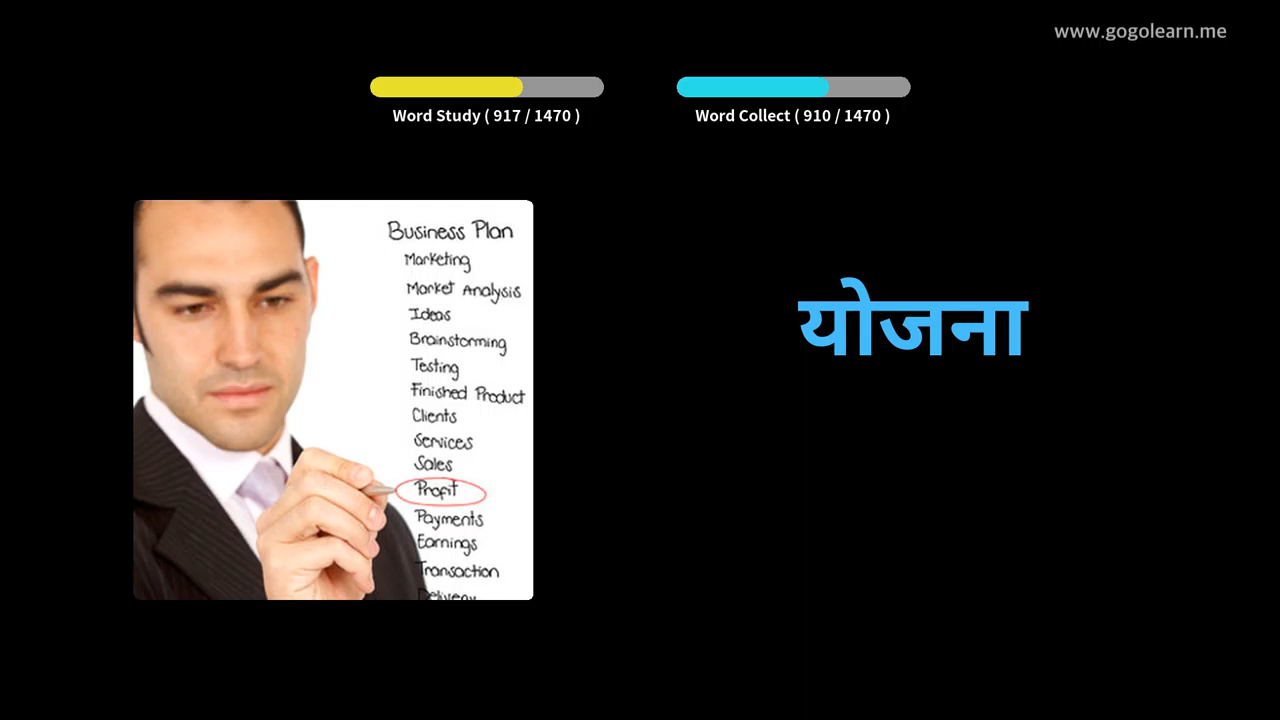 www.gogolearn.me
Word Study ( 917 / 1470 )
Word Collect ( 910 / 1470 )
Business Plan
Marketing
Market Analysis
Ideas
Brainstorming
Testing
Finished Product
Clients
Services
Sales
Profit
Payments
Earnings
Transaction
Delivery
योजना